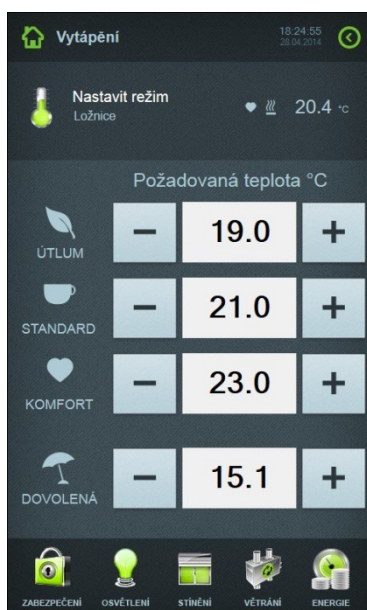 Vytápění
18:24:55
28.04.2014
Nastavit režim
Ložnice
20.4 °C
Požadovaná teplota °C
ÚTLUM
− 19.0 +
STANDARD
− 21.0 +
KOMFORT
− 23.0 +
DOVOLENÁ
− 15.1 +
ZABEZPEČENÍ OSVĚTLENÍ STÍNĚNÍ VĚTRÁNÍ ENERGIE